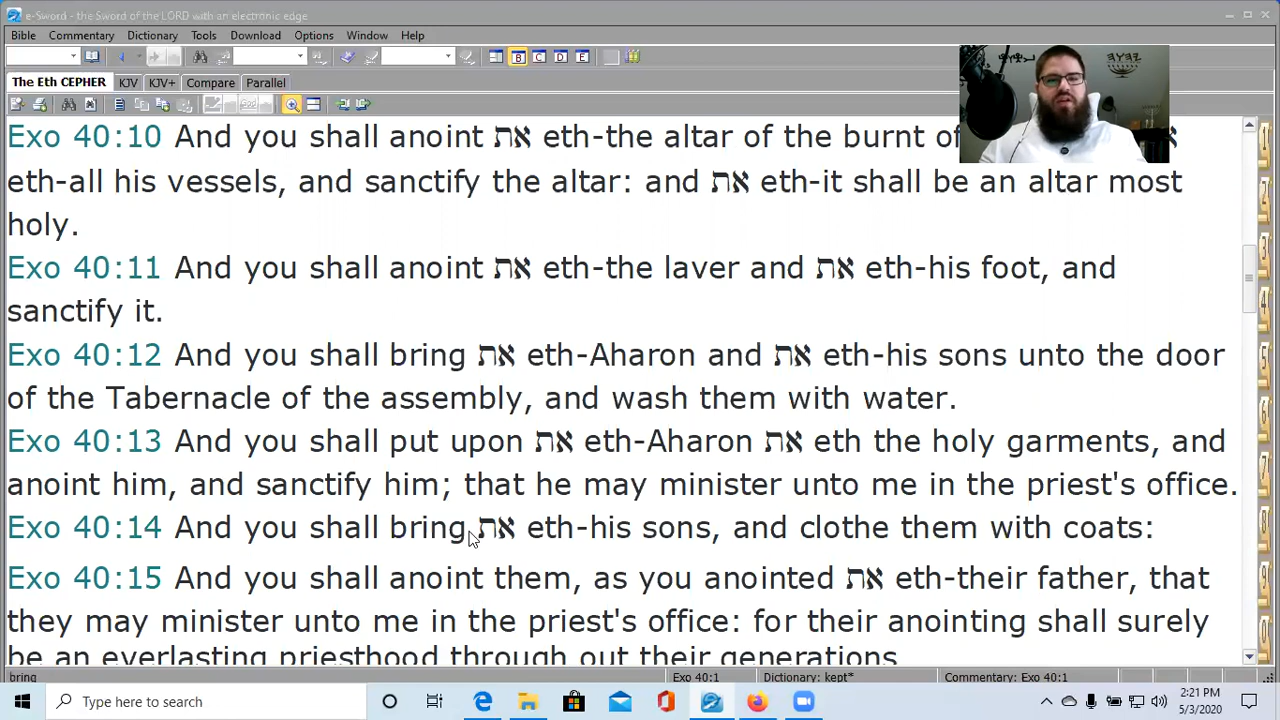 e-Sword - the Sword of the LORD with an electronic edge
Bible Commentary Dictionary Tools Download Options Window Help
B C D E
The Eth CEPHER KJV KJV+ Compare Parallel
Exo 40:10 And you shall anoint את eth-the altar of the burnt of
eth-all his vessels, and sanctify the altar: and את eth-it shall be an altar most
holy.
Exo 40:11 And you shall anoint את eth-the laver and את eth-his foot, and
sanctify it.
Exo 40:12 And you shall bring את eth-Aharon and את eth-his sons unto the door
of the Tabernacle of the assembly, and wash them with water.
Exo 40:13 And you shall put upon את eth-Aharon את eth the holy garments, and
anoint him, and sanctify him; that he may minister unto me in the priest's office.
Exo 40:14 And you shall bring את eth-his sons, and clothe them with coats:
Exo 40:15 And you shall anoint them, as you anointed את eth-their father, that
they may minister unto me in the priest's office: for their anointing shall surely
be an everlasting priesthood through out their generations
bring Exo 40:1 Dictionary: kept* Commentary: Exo 40:1
Type here to search
2:21 PM
5/3/2020